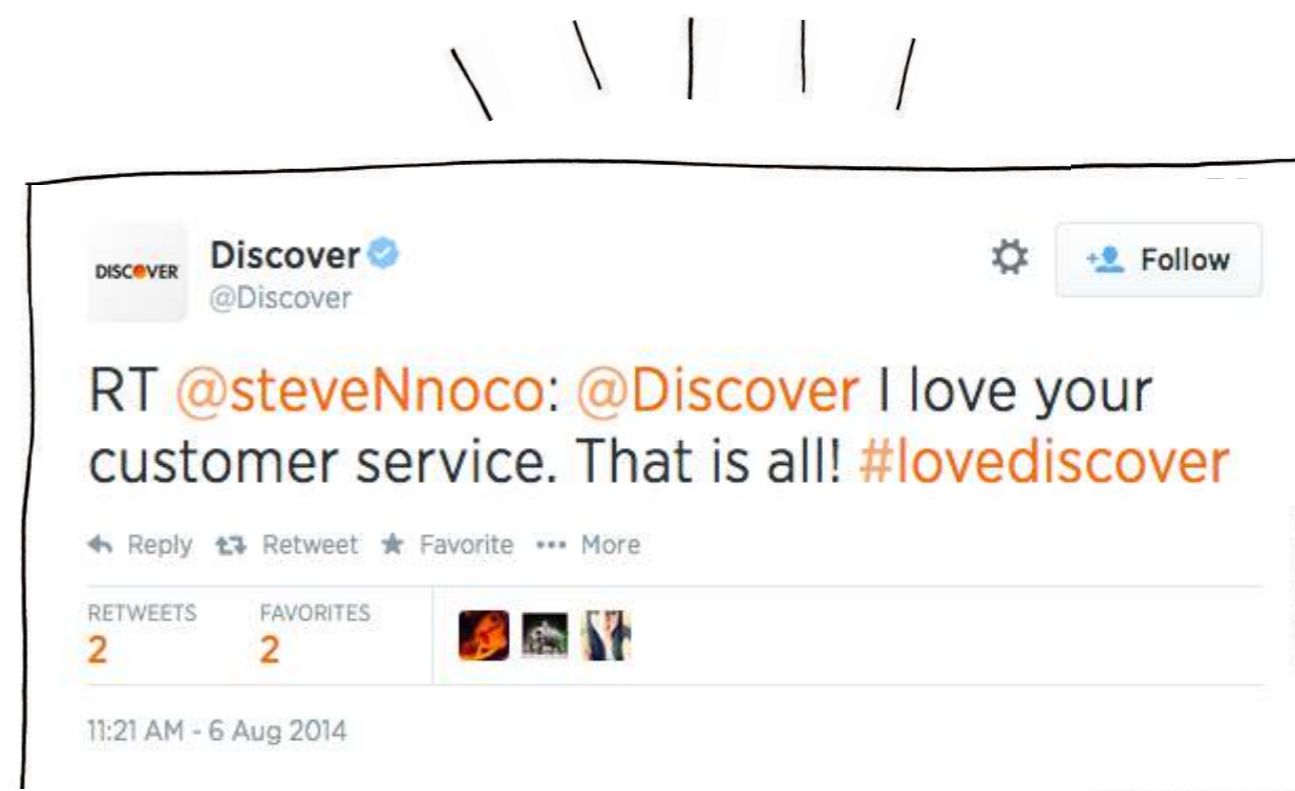 DISCOVER
Discover
@Discover
Follow
RT @steveNnoco: @Discover I love your
customer service. That is all! #lovediscover
Reply Retweet Favorite More
RETWEETS FAVORITES
2 2
11:21 AM - 6 Aug 2014